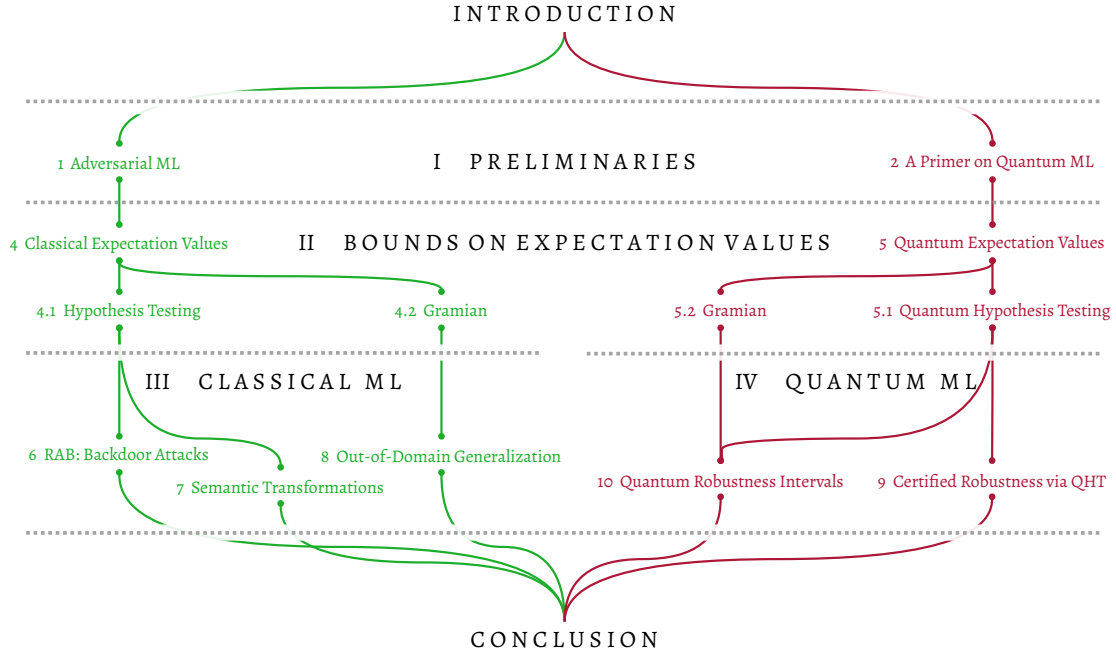 INTRODUCTION
I PRELIMINARIES
1 Adversarial ML
2 A Primer on Quantum ML
II BOUNDS ON EXPECTATION VALUES
4 Classical Expectation Values
5 Quantum Expectation Values
4.1 Hypothesis Testing
4.2 Gramian
5.2 Gramian
5.1 Quantum Hypothesis Testing
III CLASSICAL ML
IV QUANTUM ML
6 RAB: Backdoor Attacks
7 Semantic Transformations
8 Out-of-Domain Generalization
10 Quantum Robustness Intervals
9 Certified Robustness via QHT
CONCLUSION